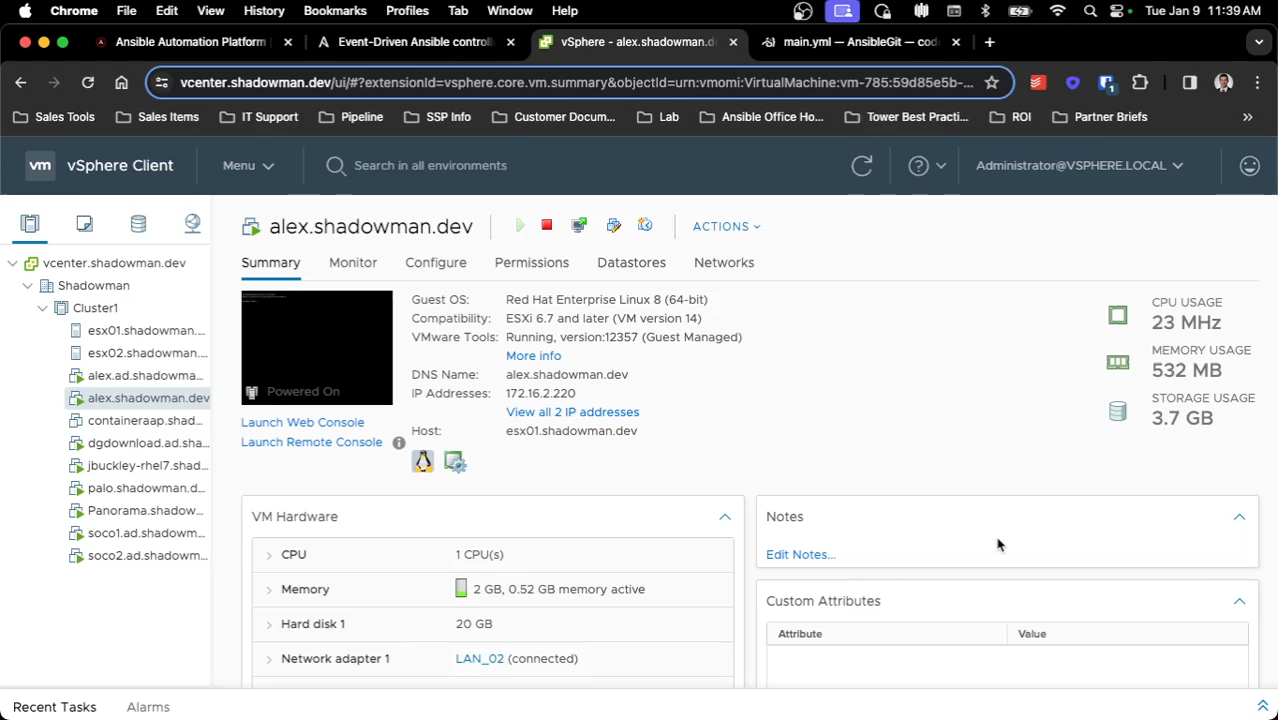 Chrome File Edit View History Bookmarks Profiles Tab Window Help Tue Jan 9 11:39 AM
Ansible Automation Platform Event-Driven Ansible control vSphere - alex.shadowman.d main.yml — AnsibleGit — cod
vcenter.shadowman.dev/ui/#?extensionId=vsphere.core.vm.summary&objectId=urn:vmomi:VirtualMachine:vm-785:59d85e5b-...
Sales Tools Sales Items IT Support Pipeline SSP Info Customer Docum... Lab Ansible Office Ho... Tower Best Practi... ROI Partner Briefs
vm vSphere Client Menu Search in all environments Administrator@VSPHERE.LOCAL
alex.shadowman.dev ACTIONS
Summary Monitor Configure Permissions Datastores Networks
vcenter.shadowman.dev
Shadowman
Cluster1
esx01.shadowman....
esx02.shadowman....
alex.ad.shadowma...
alex.shadowman.dev
containeraap.shad...
dgdownload.ad.sha...
jbuckley-rhel7.shad...
palo.shadowman.d...
Panorama.shadow...
soco1.ad.shadowm...
soco2.ad.shadowm...
Powered On
Launch Web Console
Launch Remote Console
Guest OS: Red Hat Enterprise Linux 8 (64-bit)
Compatibility: ESXi 6.7 and later (VM version 14)
VMware Tools: Running, version:12357 (Guest Managed)
More info
DNS Name: alex.shadowman.dev
IP Addresses: 172.16.2.220
View all 2 IP addresses
Host: esx01.shadowman.dev
CPU USAGE
23 MHz
MEMORY USAGE
532 MB
STORAGE USAGE
3.7 GB
VM Hardware
CPU 1 CPU(s)
Memory 2 GB, 0.52 GB memory active
Hard disk 1 20 GB
Network adapter 1 LAN_02 (connected)
Notes
Edit Notes...
Custom Attributes
Attribute Value
Recent Tasks Alarms